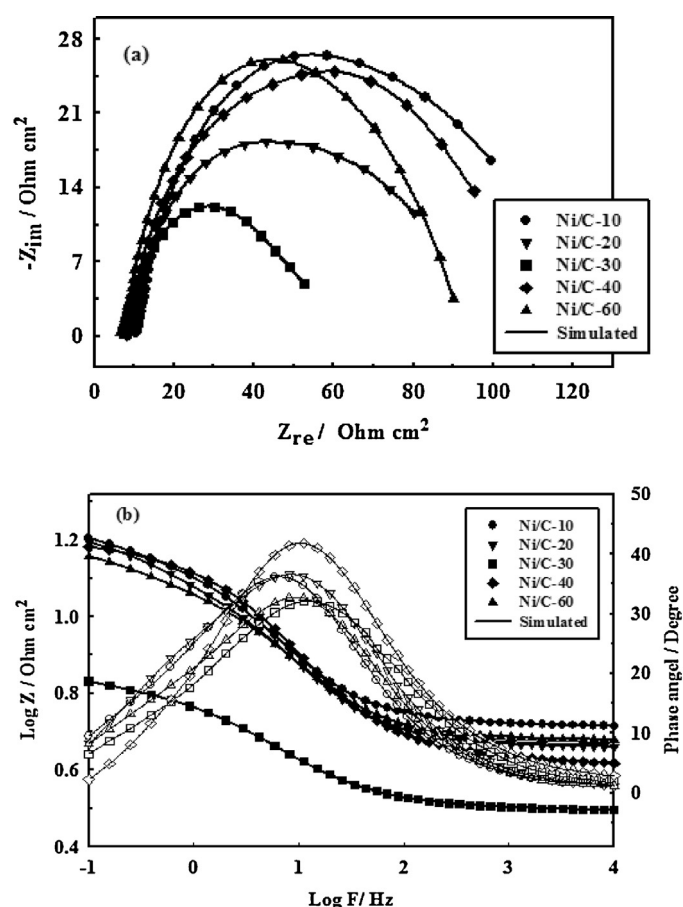 (a)
28
21
14
7
0
-Zim / Ohm cm2
0 20 40 60 80 100 120
Zre / Ohm cm2
Ni/C-10
Ni/C-20
Ni/C-30
Ni/C-40
Ni/C-60
Simulated
(b)
1.2
1.0
0.8
0.6
0.4
Log Z / Ohm cm2
-1 0 1 2 3 4
Log F/ Hz
50
40
30
20
10
0
Phase angel / Degree
Ni/C-10
Ni/C-20
Ni/C-30
Ni/C-40
Ni/C-60
Simulated